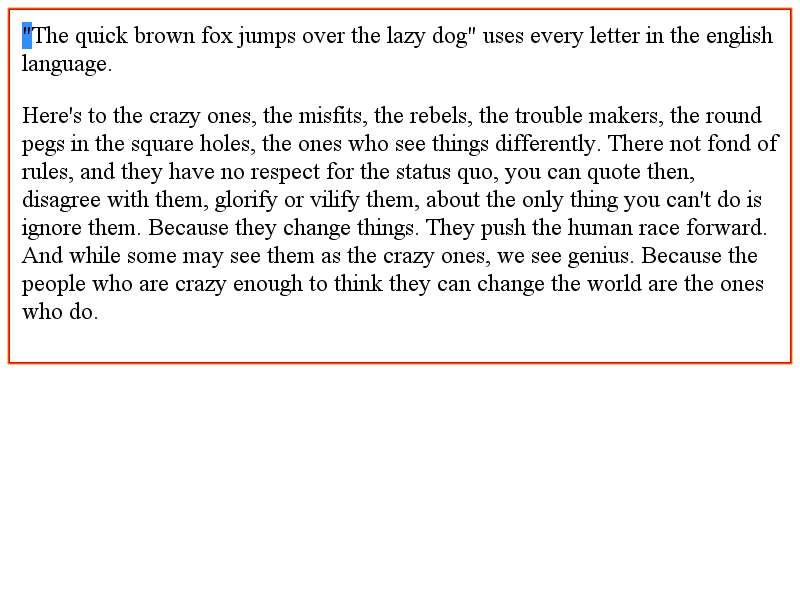 "The quick brown fox jumps over the lazy dog" uses every letter in the english
language.
Here's to the crazy ones, the misfits, the rebels, the trouble makers, the round
pegs in the square holes, the ones who see things differently. There not fond of
rules, and they have no respect for the status quo, you can quote then,
disagree with them, glorify or vilify them, about the only thing you can't do is
ignore them. Because they change things. They push the human race forward.
And while some may see them as the crazy ones, we see genius. Because the
people who are crazy enough to think they can change the world are the ones
who do.